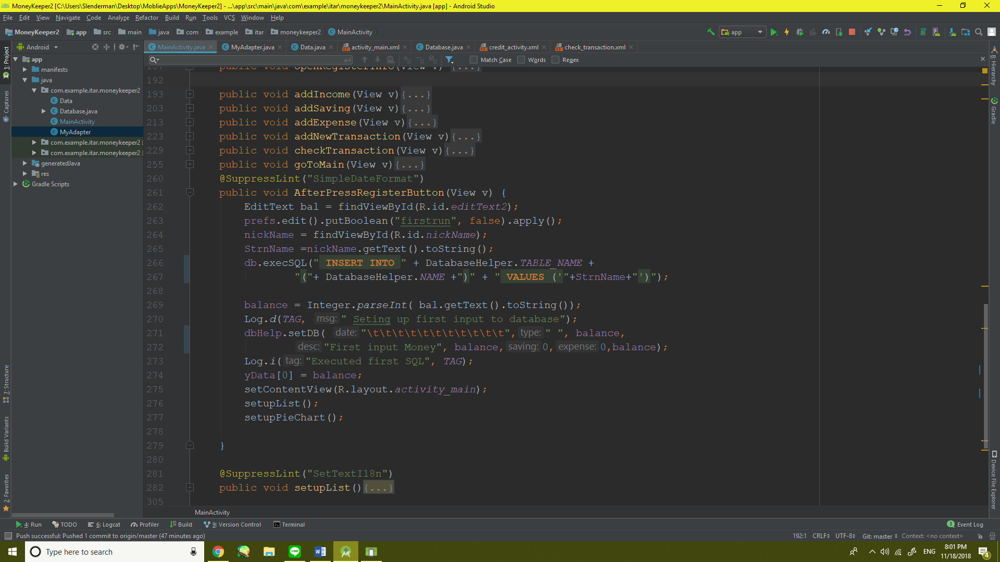 MoneyKeeper2 [C:\Users\Slenderman\Desktop\MoblieApps\MoneyKeeper2] - ...\app\src\main\java\com\example\itar\moneykeeper2\MainActivity.java [app] - Android Studio
File Edit View Navigate Code Analyze Refactor Build Run Tools VCS Window Help
MoneyKeeper2 app src main java com example itar moneykeeper2 MainActivity
app
Android
MainActivity.java MyAdapter.java Data.java activity_main.xml Database.java credit_activity.xml check_transaction.xml
Match Case Words Regex
1: Project
Captures
7: Structure
Build Variants
2: Favorites
8: Hierarchy
Gradle
Device File Explorer
app
manifests
java
com.example.itar.moneykeeper2
Data
Database.java
MainActivity
MyAdapter
com.example.itar.moneykeeper2 (
com.example.itar.moneykeeper2 (
generatedJava
res
Gradle Scripts
187 public void openRegisterInfo(View v) {...}
192
193 public void addIncome(View v){...}
203 public void addSaving(View v){...}
213 public void addExpense(View v){...}
223 public void addNewTransaction(View v){...}
229 public void checkTransaction(View v){...}
255 public void goToMain(View v){...}
260 @SuppressLint("SimpleDateFormat")
261 public void AfterPressRegisterButton(View v) {
262 EditText bal = findViewById(R.id.editText2);
263 prefs.edit().putBoolean("firstrun", false).apply();
264 nickName = findViewById(R.id.nickName);
265 StrnName =nickName.getText().toString();
266 db.execSQL(" INSERT INTO " + DatabaseHelper.TABLE_NAME +
267 "("+ DatabaseHelper.NAME +")" + " VALUES ('"+StrnName+"')");
268
269 balance = Integer.parseInt( bal.getText().toString());
270 Log.d(TAG, msg: " Seting up first input to database");
271 dbHelp.setDB( date: "\t\t\t\t\t\t\t\t\t\t\t", type: " ", balance,
272 desc: "First input Money", balance, saving: 0, expense: 0,balance);
273 Log.i( tag: "Executed first SQL", TAG);
274 yData[0] = balance;
275 setContentView(R.layout.activity_main);
276 setupList();
277 setupPieChart();
278
279 }
280
281 @SuppressLint("SetTextI18n")
282 public void setupList(){...}
305
MainActivity
4: Run TODO 6: Logcat Profiler Build 9: Version Control Terminal 3 Event Log
Push successful: Pushed 1 commit to origin/master (47 minutes ago) 192:1 CRLF UTF-8 Git: master Context: <no context>
Type here to search ENG 8:01 PM
11/18/2018 4